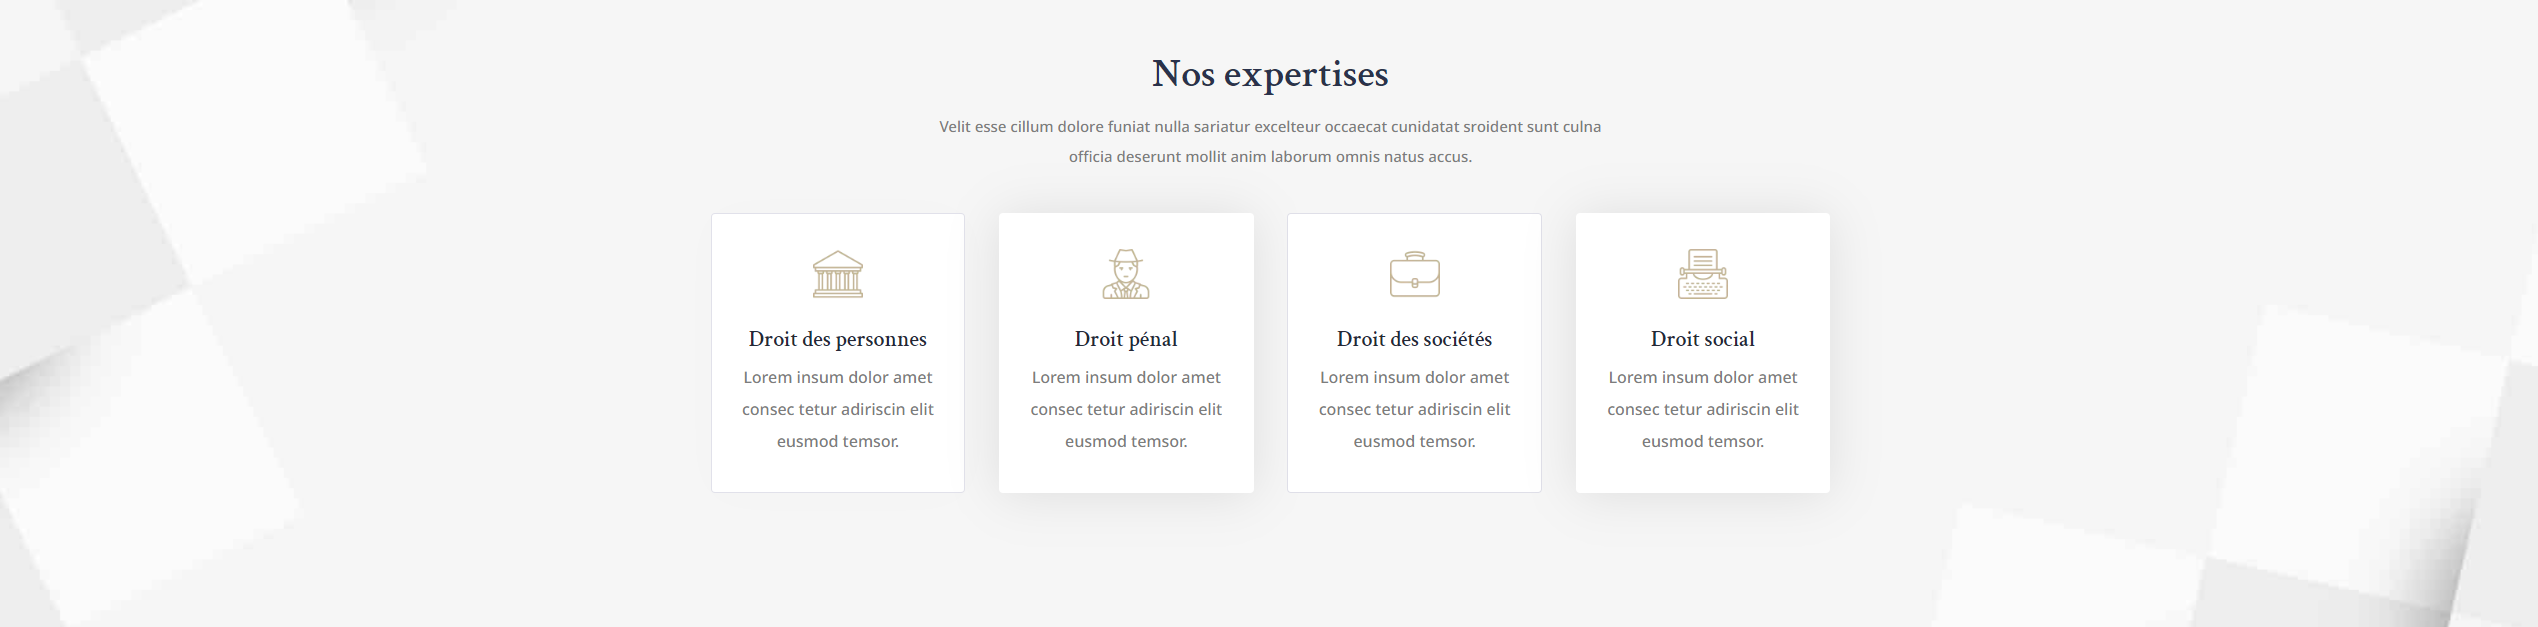 Nos expertises
Velit esse cillum dolore funiat nulla sariatur excelteur occaecat cunidatat sroident sunt culna
officia deserunt mollit anim laborum omnis natus accus.
Droit des personnes
Lorem insum dolor amet
consec tetur adiriscin elit
eusmod temsor.
Droit pénal
Lorem insum dolor amet
consec tetur adiriscin elit
eusmod temsor.
Droit des sociétés
Lorem insum dolor amet
consec tetur adiriscin elit
eusmod temsor.
Droit social
Lorem insum dolor amet
consec tetur adiriscin elit
eusmod temsor.